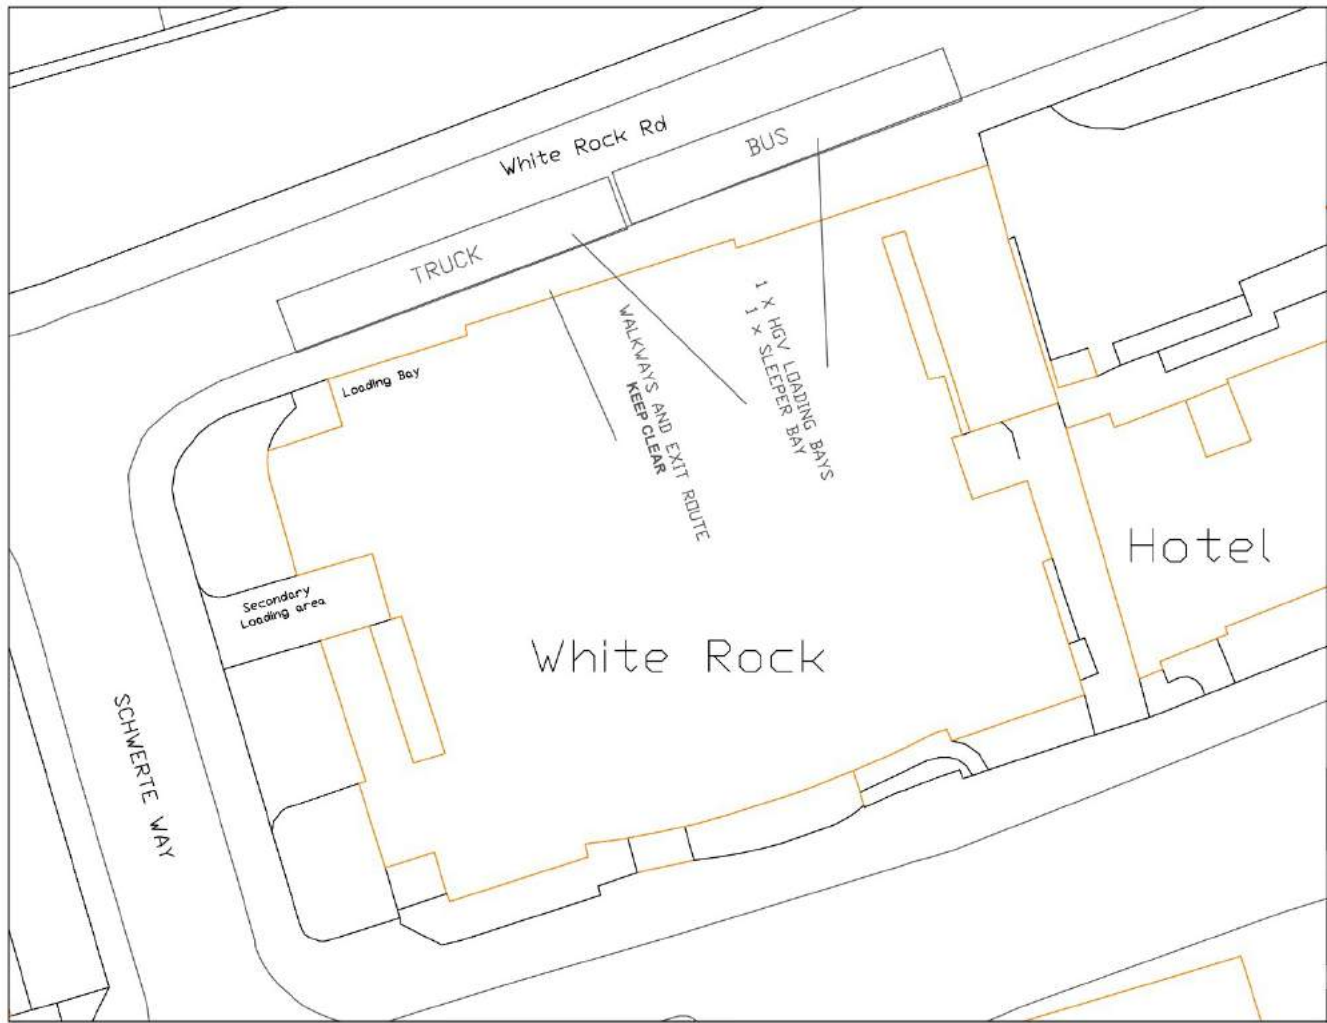 White Rock Rd
BUS
TRUCK
Loading Bay
WALKWAYS AND EXIT ROUTE
KEEP CLEAR
1 X HGV LOADING BAYS
1 x SLEEPER BAY
Hotel
Secondary
Loading area
White Rock
SCHWERTE WAY